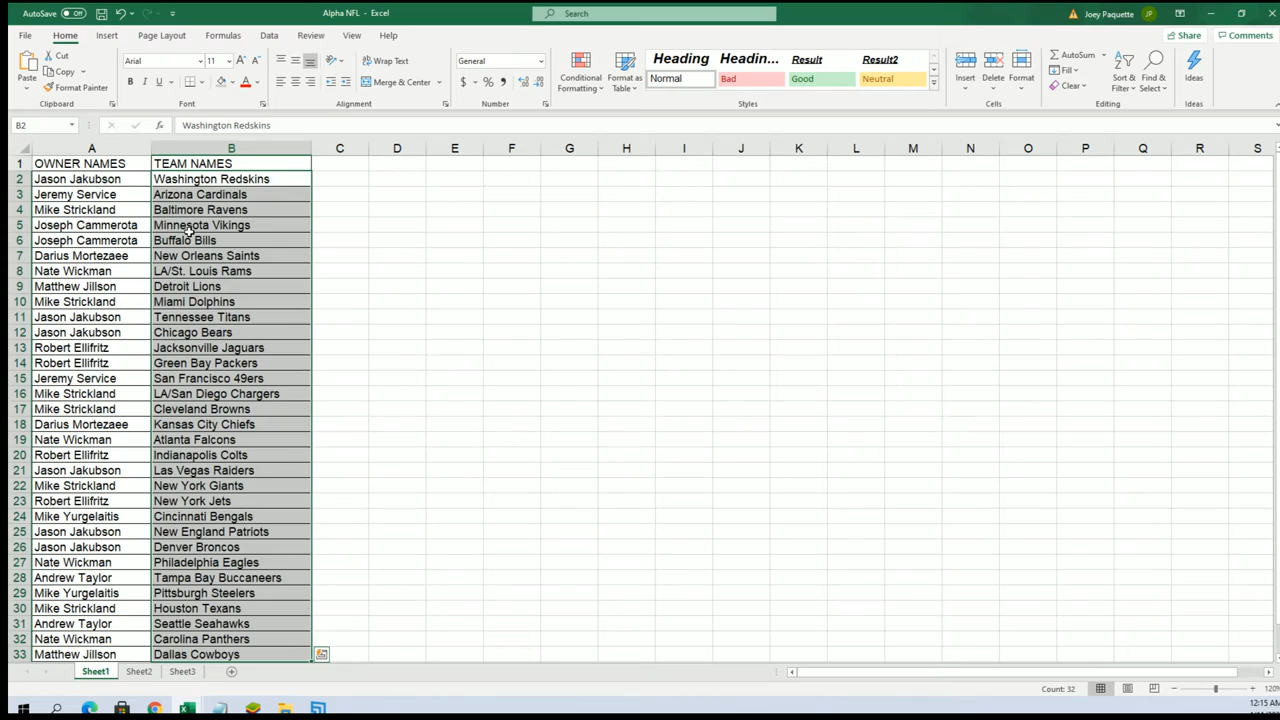 AutoSave Off Alpha NFL - Excel Search Joey Paquette JP
File Home Insert Page Layout Formulas Data Review View Help Share Comments
Paste Cut Copy Format Painter Clipboard
Arial 11 B I U A Font
Wrap Text Merge & Center Alignment
General $ % Number
Conditional Formatting Format as Table
Heading Heading... Result Result2
Normal Bad Good Neutral
Styles
Insert Delete Format Cells
AutoSum Fill Clear Sort & Filter Find & Select Editing
Ideas Ideas
B2 fx Washington Redskins
A B C D E F G H I J K L M N O P Q R S
1 OWNER NAMES TEAM NAMES
2 Jason Jakubson Washington Redskins
3 Jeremy Service Arizona Cardinals
4 Mike Strickland Baltimore Ravens
5 Joseph Cammerota Minnesota Vikings
6 Joseph Cammerota Buffalo Bills
7 Darius Mortezaee New Orleans Saints
8 Nate Wickman LA/St. Louis Rams
9 Matthew Jillson Detroit Lions
10 Mike Strickland Miami Dolphins
11 Jason Jakubson Tennessee Titans
12 Jason Jakubson Chicago Bears
13 Robert Ellifritz Jacksonville Jaguars
14 Robert Ellifritz Green Bay Packers
15 Jeremy Service San Francisco 49ers
16 Mike Strickland LA/San Diego Chargers
17 Mike Strickland Cleveland Browns
18 Darius Mortezaee Kansas City Chiefs
19 Nate Wickman Atlanta Falcons
20 Robert Ellifritz Indianapolis Colts
21 Jason Jakubson Las Vegas Raiders
22 Mike Strickland New York Giants
23 Robert Ellifritz New York Jets
24 Mike Yurgelaitis Cincinnati Bengals
25 Jason Jakubson New England Patriots
26 Jason Jakubson Denver Broncos
27 Nate Wickman Philadelphia Eagles
28 Andrew Taylor Tampa Bay Buccaneers
29 Mike Yurgelaitis Pittsburgh Steelers
30 Mike Strickland Houston Texans
31 Andrew Taylor Seattle Seahawks
32 Nate Wickman Carolina Panthers
33 Matthew Jillson Dallas Cowboys
Sheet1 Sheet2 Sheet3
Count: 32 120%
12:15 AM